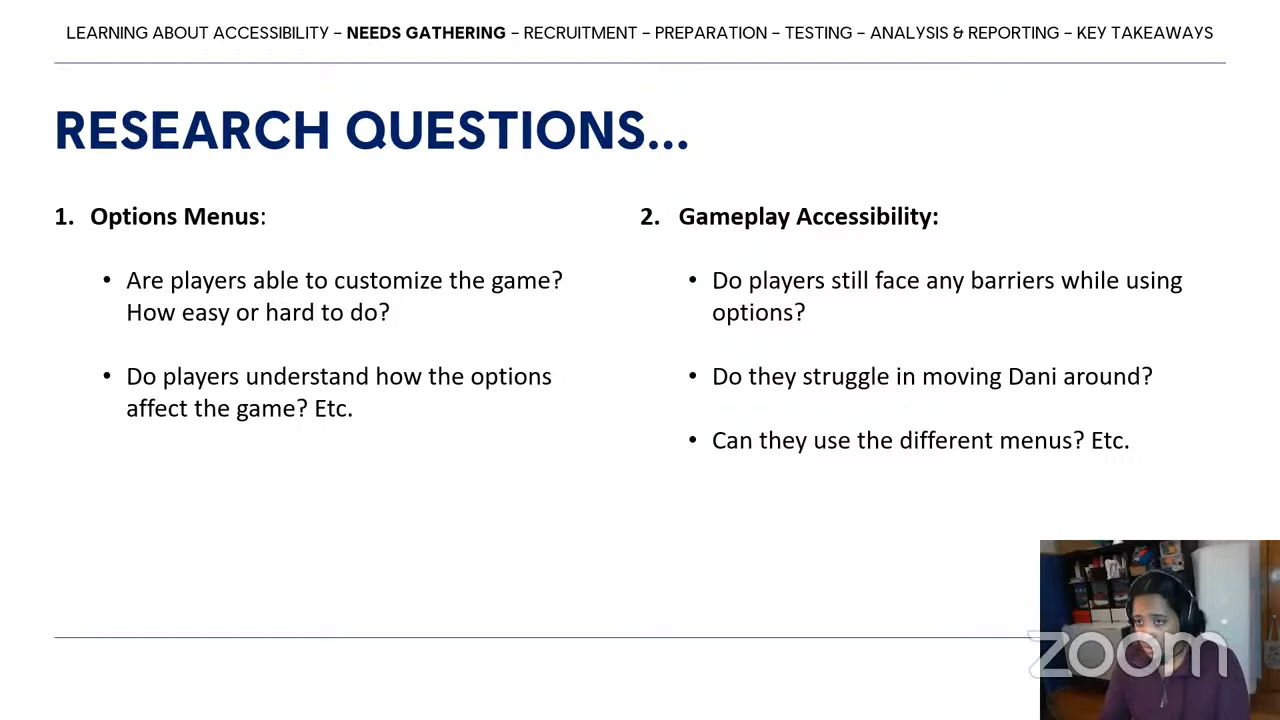 LEARNING ABOUT ACCESSIBILITY – NEEDS GATHERING – RECRUITMENT – PREPARATION – TESTING – ANALYSIS & REPORTING – KEY TAKEAWAYS
RESEARCH QUESTIONS...
1. Options Menus:
• Are players able to customize the game?
How easy or hard to do?
• Do players understand how the options
affect the game? Etc.
2. Gameplay Accessibility:
• Do players still face any barriers while using
options?
• Do they struggle in moving Dani around?
• Can they use the different menus? Etc.
zoom